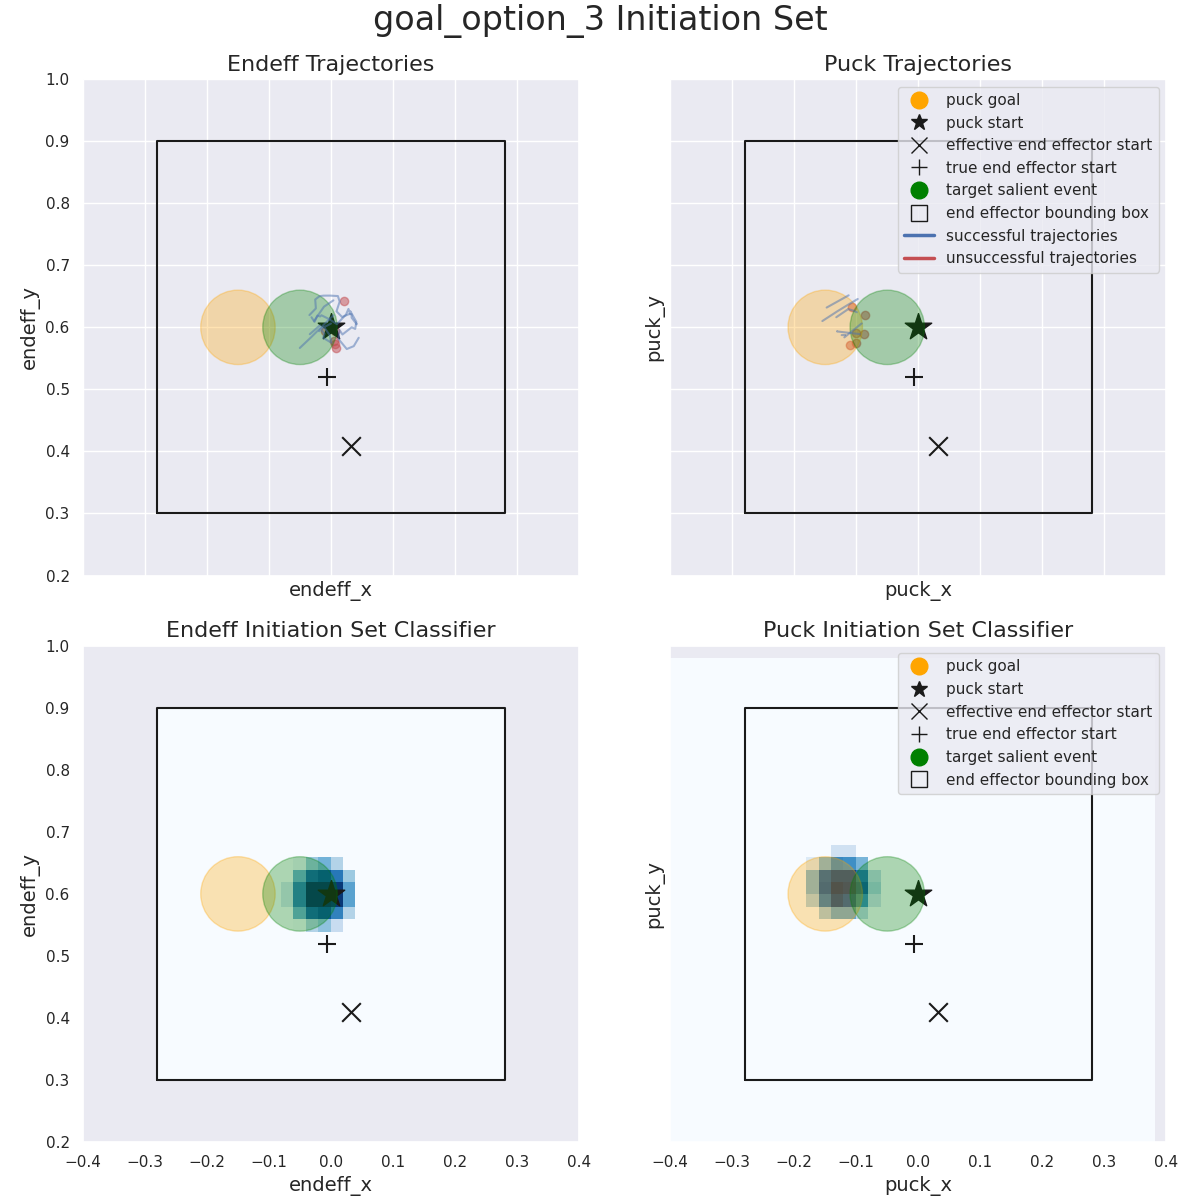 goal_option_3 Initiation Set
Endeff Trajectories
1.0
0.9
0.8
0.7
0.6
0.5
0.4
0.3
0.2
endeff_y
endeff_x
Puck Trajectories
puck goal
puck start
effective end effector start
true end effector start
target salient event
end effector bounding box
successful trajectories
unsuccessful trajectories
puck_y
puck_x
Endeff Initiation Set Classifier
1.0
0.9
0.8
0.7
0.6
0.5
0.4
0.3
0.2
endeff_y
−0.4 −0.3 −0.2 −0.1 0.0 0.1 0.2 0.3 0.4
endeff_x
Puck Initiation Set Classifier
puck goal
puck start
effective end effector start
true end effector start
target salient event
end effector bounding box
puck_y
−0.4 −0.3 −0.2 −0.1 0.0 0.1 0.2 0.3 0.4
puck_x